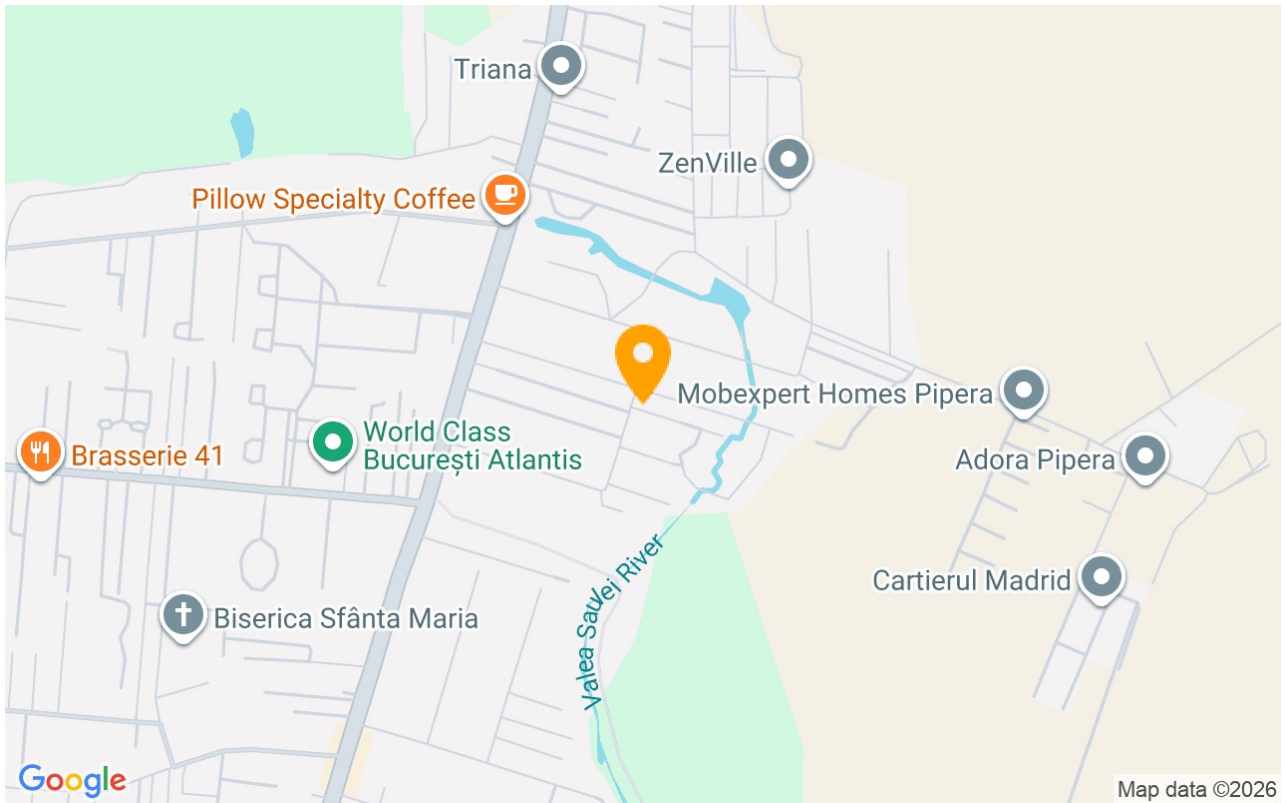 Triana
ZenVille
Pillow Specialty Coffee
Mobexpert Homes Pipera
World Class
București Atlantis
Brasserie 41
Adora Pipera
Valea Saulei River
Cartierul Madrid
Biserica Sfânta Maria
Google
Map data ©2026